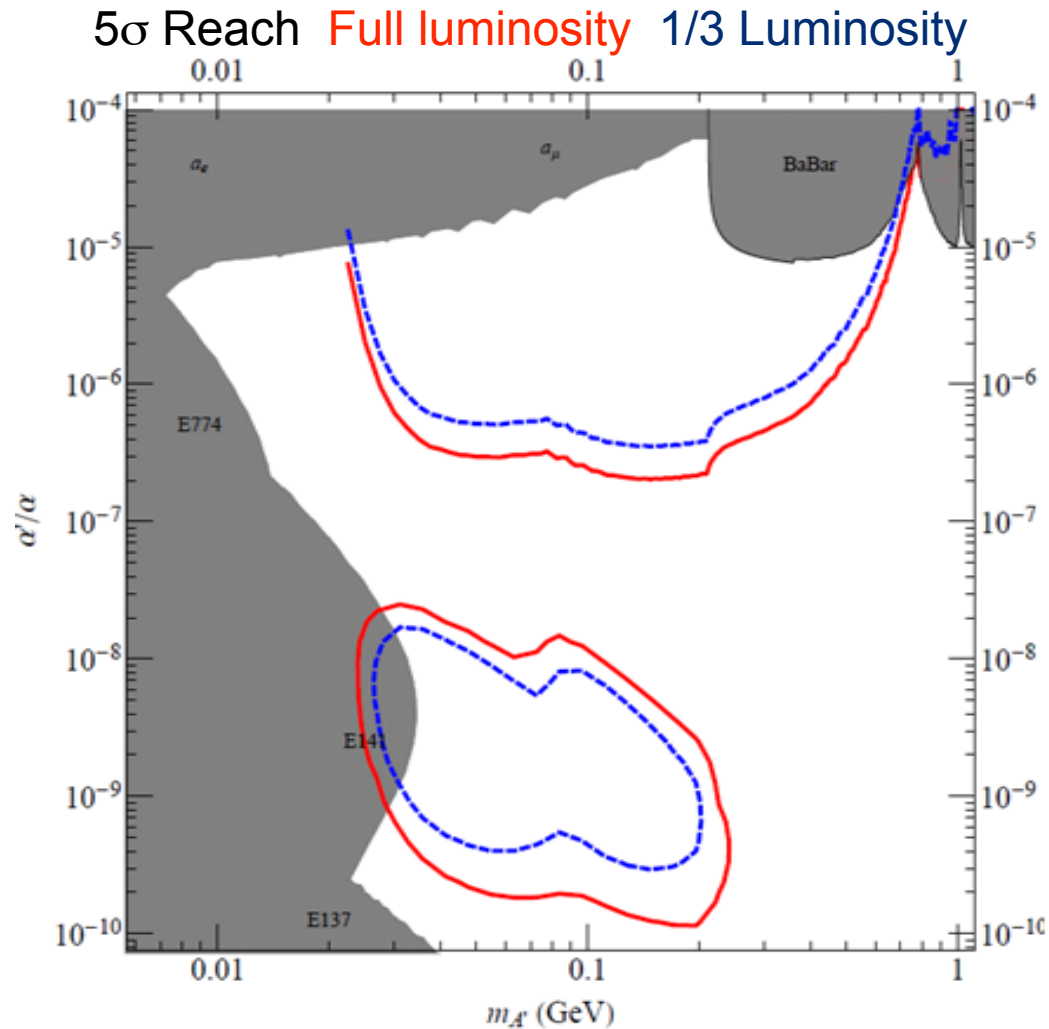 5σ Reach Full luminosity 1/3 Luminosity
0.01 0.1 1
10⁻⁴ 10⁻⁴
a_e a_μ BaBar
10⁻⁵ 10⁻⁵
10⁻⁶ 10⁻⁶
E774
α'/α
10⁻⁷ 10⁻⁷
10⁻⁸ 10⁻⁸
E141
10⁻⁹ 10⁻⁹
E137
10⁻¹⁰ 10⁻¹⁰
0.01 0.1 1
m_A' (GeV)